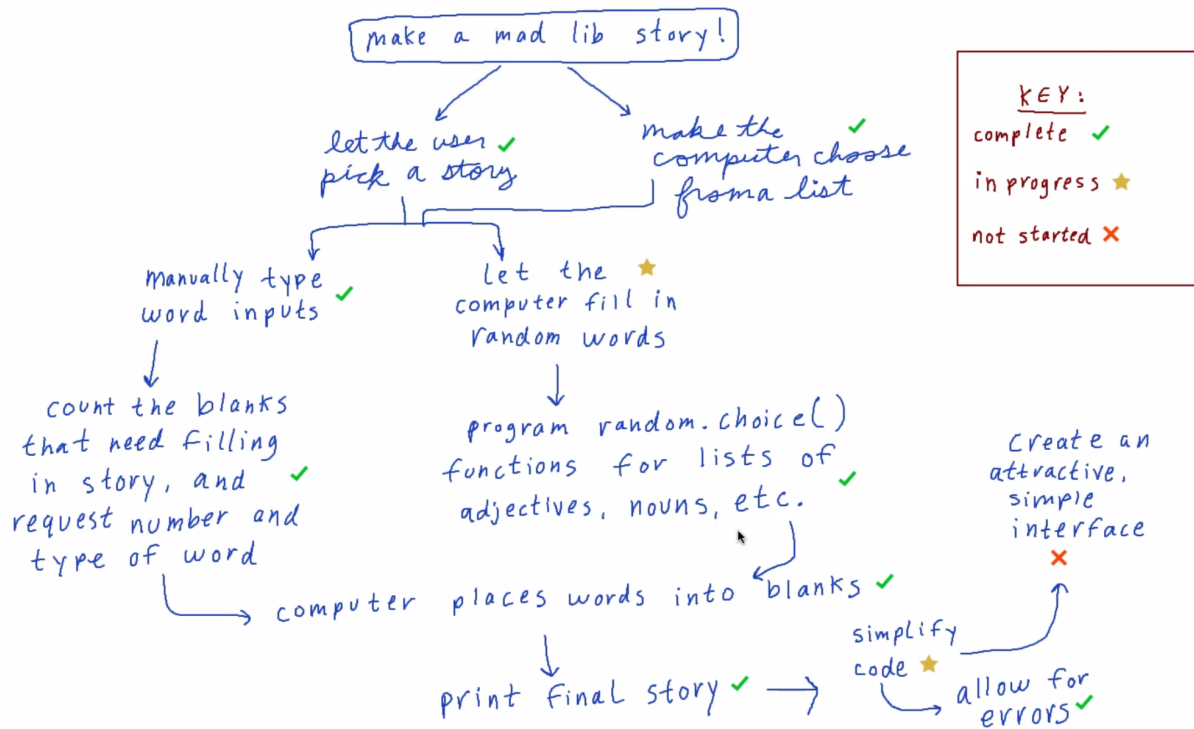 make a mad lib story!
KEY:
complete
in progress
not started
let the user
pick a story
make the
computer choose
from a list
manually type
word inputs
let the
computer fill in
random words
count the blanks
that need filling
in story, and
request number and
type of word
program random.choice()
functions for lists of
adjectives, nouns, etc.
create an
attractive,
simple
interface
computer places words into blanks
simplify
code
print final story
allow for
errors